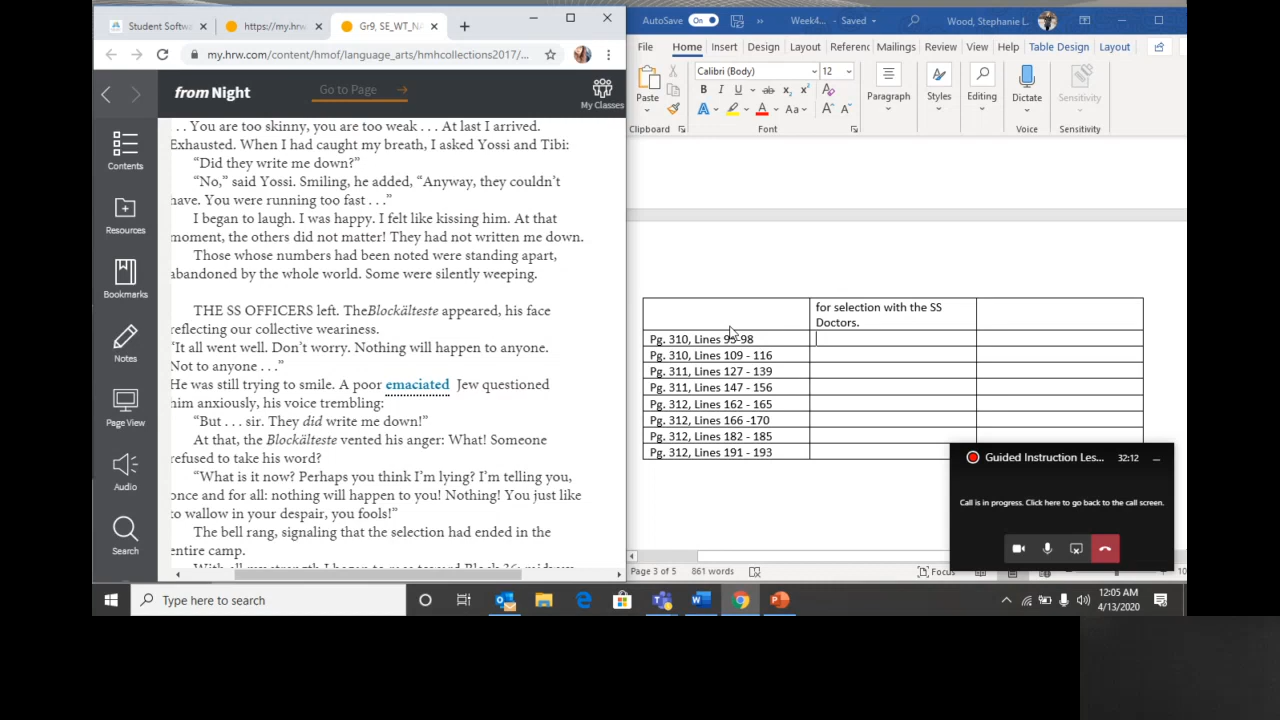 Student Softw
https://my.hrw
Gr9, SE_WT_N
my.hrw.com/content/hmof/language_arts/hmhcollections2017/...
from Night
Go to Page
My Classes
Contents
Resources
Bookmarks
Notes
Page View
Audio
Search
. . You are too skinny, you are too weak . . . At last I arrived.
Exhausted. When I had caught my breath, I asked Yossi and Tibi:
“Did they write me down?”
“No,” said Yossi. Smiling, he added, “Anyway, they couldn’t
have. You were running too fast . . .”
I began to laugh. I was happy. I felt like kissing him. At that
moment, the others did not matter! They had not written me down.
Those whose numbers had been noted were standing apart,
abandoned by the whole world. Some were silently weeping.
THE SS OFFICERS left. TheBlockälteste appeared, his face
reflecting our collective weariness.
“It all went well. Don’t worry. Nothing will happen to anyone.
Not to anyone . . .”
He was still trying to smile. A poor emaciated Jew questioned
him anxiously, his voice trembling:
“But . . . sir. They did write me down!”
At that, the Blockälteste vented his anger: What! Someone
refused to take his word?
“What is it now? Perhaps you think I’m lying? I’m telling you,
once and for all: nothing will happen to you! Nothing! You just like
to wallow in your despair, you fools!”
The bell rang, signaling that the selection had ended in the
entire camp.
AutoSave On Week4... - Saved Wood, Stephanie L.
File Home Insert Design Layout Referenc Mailings Review View Help Table Design Layout
Calibri (Body) 12
Paste
Paragraph
Styles
Editing
Dictate
Sensitivity
Clipboard Font Voice Sensitivity
for selection with the SS
Doctors.
Pg. 310, Lines 95-98
Pg. 310, Lines 109 - 116
Pg. 311, Lines 127 - 139
Pg. 311, Lines 147 - 156
Pg. 312, Lines 162 - 165
Pg. 312, Lines 166 -170
Pg. 312, Lines 182 - 185
Pg. 312, Lines 191 - 193
Guided Instruction Les... 32:12
Call is in progress. Click here to go back to the call screen.
Page 3 of 5 861 words Focus
Type here to search
12:05 AM
4/13/2020